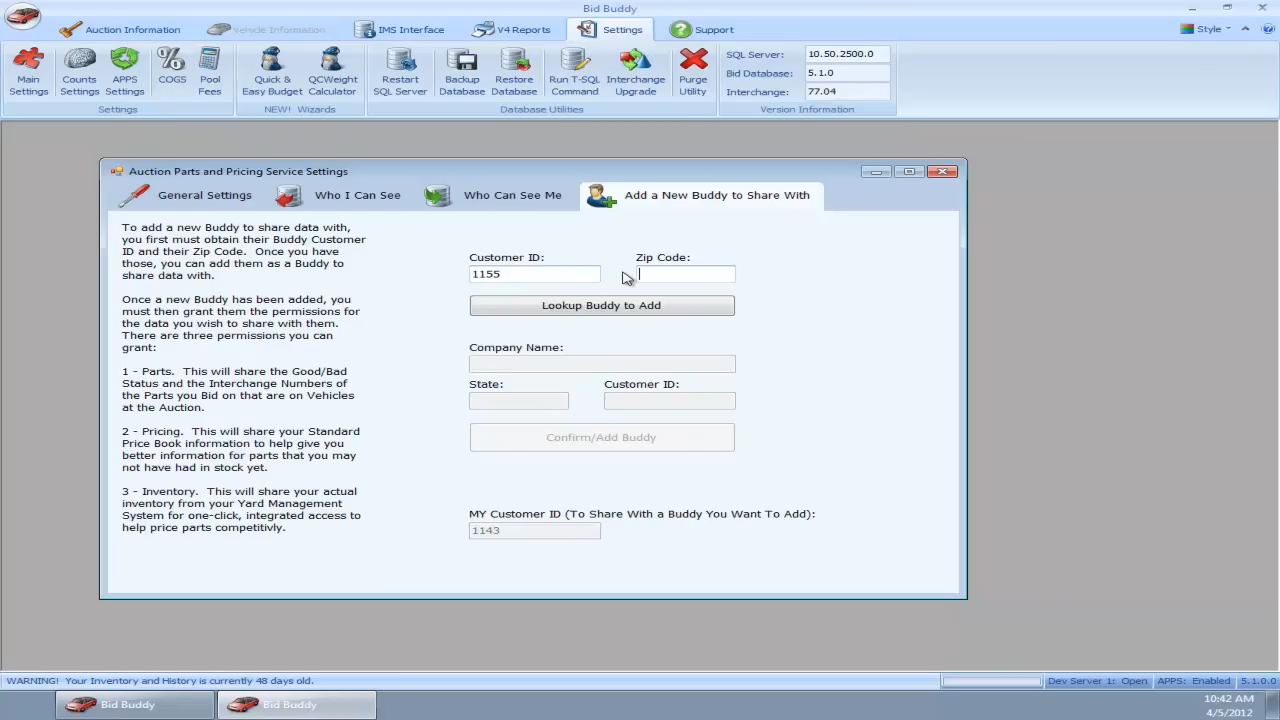 Bid Buddy
Auction Information
Vehicle Information
IMS Interface
V4 Reports
Settings
Support
Style
Main Settings
Counts Settings
APPS Settings
COGS
Pool Fees
Quick & Easy Budget
QCWeight Calculator
Restart SQL Server
Backup Database
Restore Database
Run T-SQL Command
Interchange Upgrade
Purge Utility
SQL Server: 10.50.2500.0
Bid Database: 5.1.0
Interchange: 77.04
Settings
NEW! Wizards
Database Utilities
Version Information
Auction Parts and Pricing Service Settings
General Settings
Who I Can See
Who Can See Me
Add a New Buddy to Share With
To add a new Buddy to share data with,
you first must obtain their Buddy Customer
ID and their Zip Code. Once you have
those, you can add them as a Buddy to
share data with.
Once a new Buddy has been added, you
must then grant them the permissions for
the data you wish to share with them.
There are three permissions you can
grant:
1 - Parts. This will share the Good/Bad
Status and the Interchange Numbers of
the Parts you Bid on that are on Vehicles
at the Auction.
2 - Pricing. This will share your Standard
Price Book information to help give you
better information for parts that you may
not have had in stock yet.
3 - Inventory. This will share your actual
inventory from your Yard Management
System for one-click, integrated access to
help price parts competitivly.
Customer ID:
Zip Code:
1155
Lookup Buddy to Add
Company Name:
State:
Customer ID:
Confirm/Add Buddy
MY Customer ID (To Share With a Buddy You Want To Add):
1143
WARNING! Your Inventory and History is currently 48 days old.
Dev Server 1: Open
APPS: Enabled
5.1.0.0
Bid Buddy
Bid Buddy
10:42 AM
4/5/2012